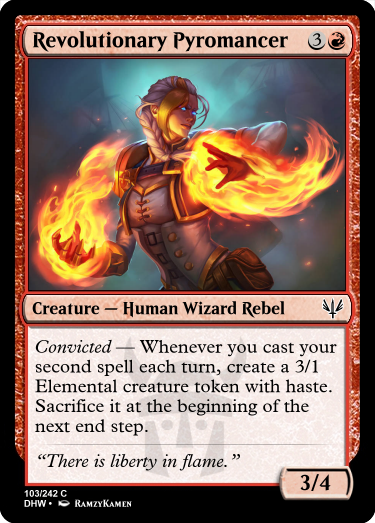 Revolutionary Pyromancer 3
Creature — Human Wizard Rebel
Convicted — Whenever you cast your
second spell each turn, create a 3/1
Elemental creature token with haste.
Sacrifice it at the beginning of the
next end step.
“There is liberty in flame.”
3/4
103/242 C
DHW • RamzyKamen